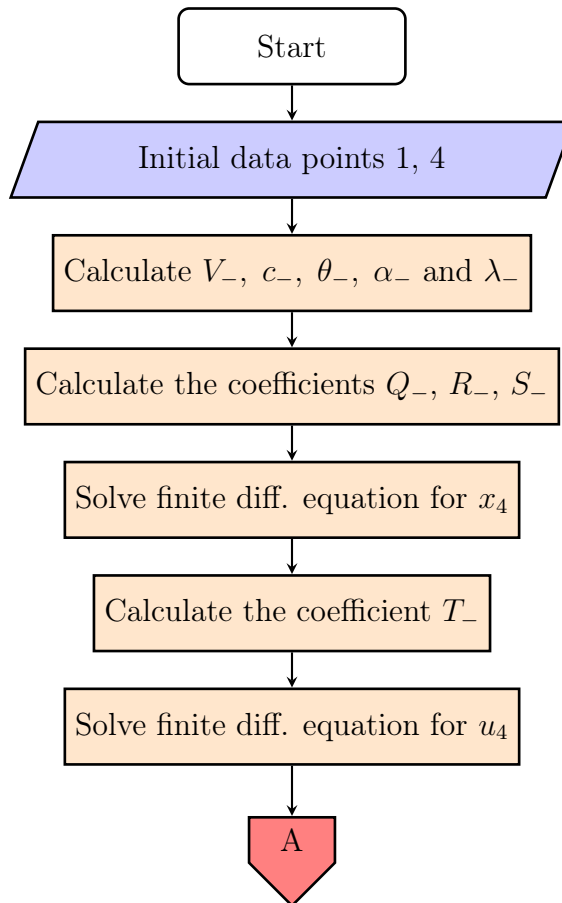 Start
Initial data points 1, 4
Calculate V₋, c₋, θ₋, α₋ and λ₋
Calculate the coefficients Q₋, R₋, S₋
Solve finite diff. equation for x₄
Calculate the coefficient T₋
Solve finite diff. equation for u₄
A